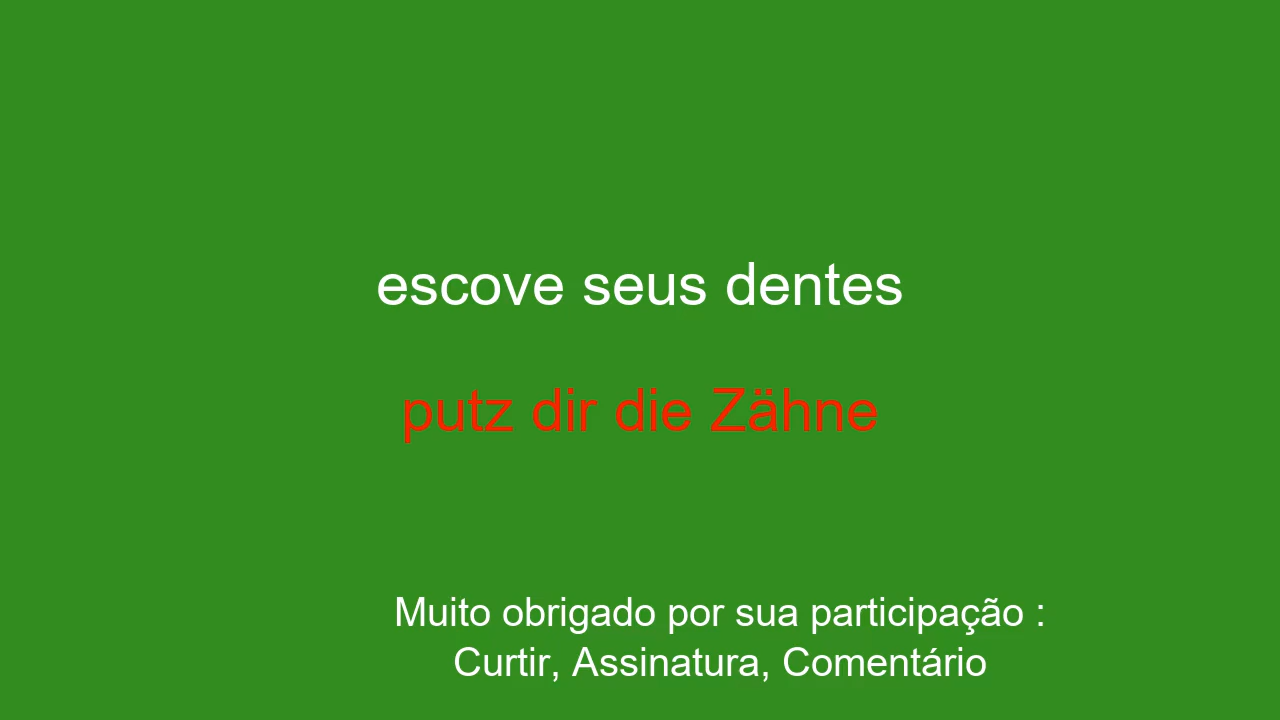 escove seus dentes
putz dir die Zähne
Muito obrigado por sua participação :
Curtir, Assinatura, Comentário